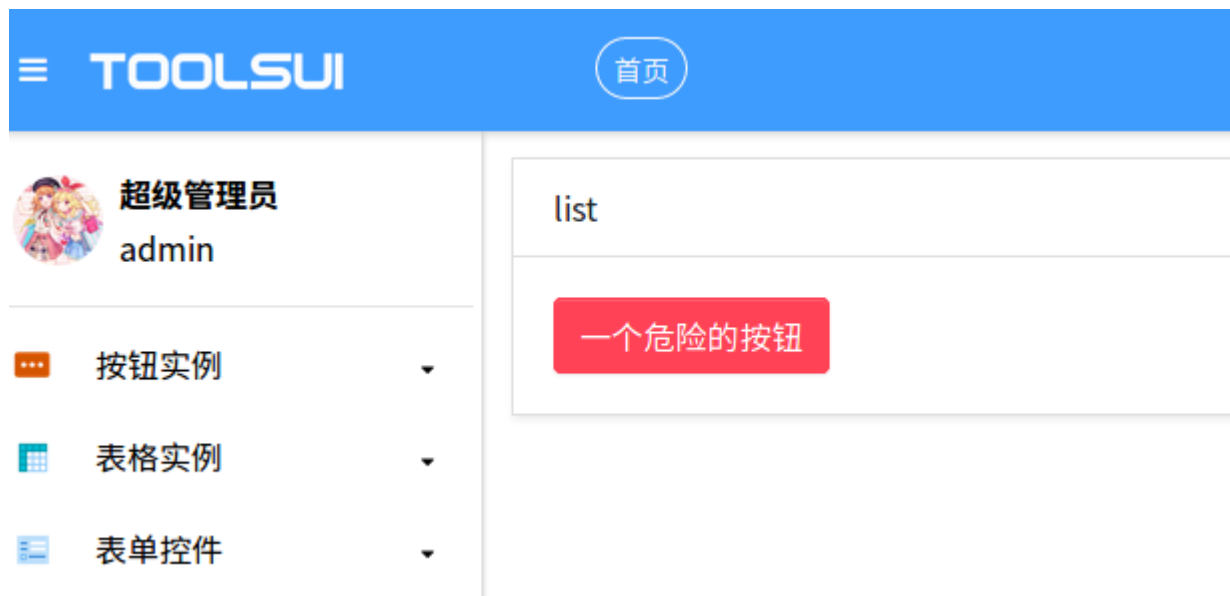 TOOLSUI
首页
超级管理员
admin
按钮实例
表格实例
表单控件
list
一个危险的按钮